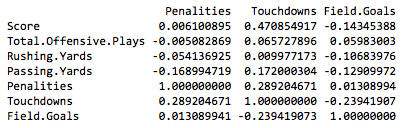 Penalities Touchdowns Field.Goals
Score 0.006100895 0.470854917 -0.14345388
Total.Offensive.Plays -0.005082869 0.065727896 0.05983003
Rushing.Yards -0.054136925 0.009977173 -0.10683976
Passing.Yards -0.168994719 0.172000304 -0.12909972
Penalities 1.000000000 0.289204671 0.01308994
Touchdowns 0.289204671 1.000000000 -0.23941907
Field.Goals 0.013089941 -0.239419073 1.00000000